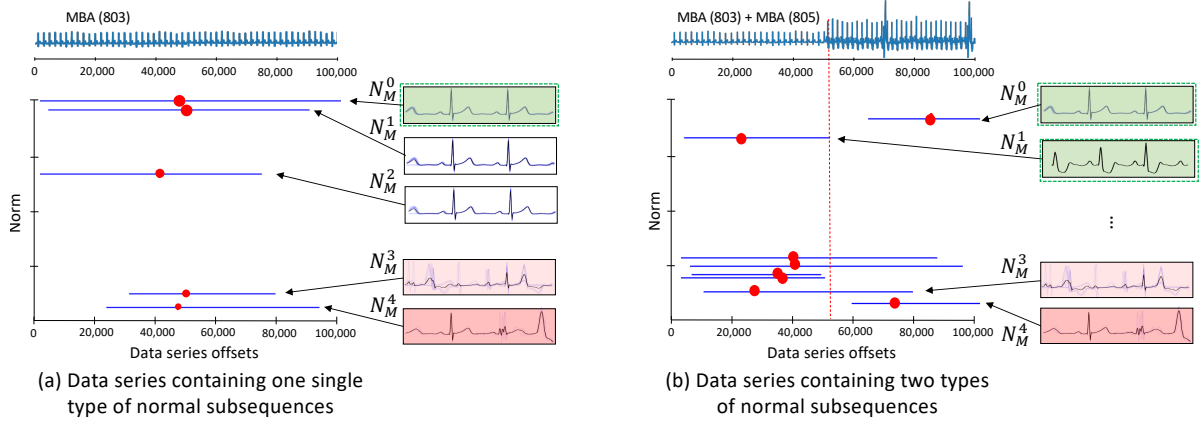 MBA (803)
0 20,000 40,000 60,000 80,000 100,000
N_M^0
N_M^1
N_M^2
N_M^3
N_M^4
Norm
0 20,000 40,000 60,000 80,000 100,000
Data series offsets
(a) Data series containing one single
type of normal subsequences
MBA (803) + MBA (805)
0 20,000 40,000 60,000 80,000 100,000
N_M^0
N_M^1
⋮
N_M^3
N_M^4
Norm
0 20,000 40,000 60,000 80,000 100,000
Data series offsets
(b) Data series containing two types
of normal subsequences